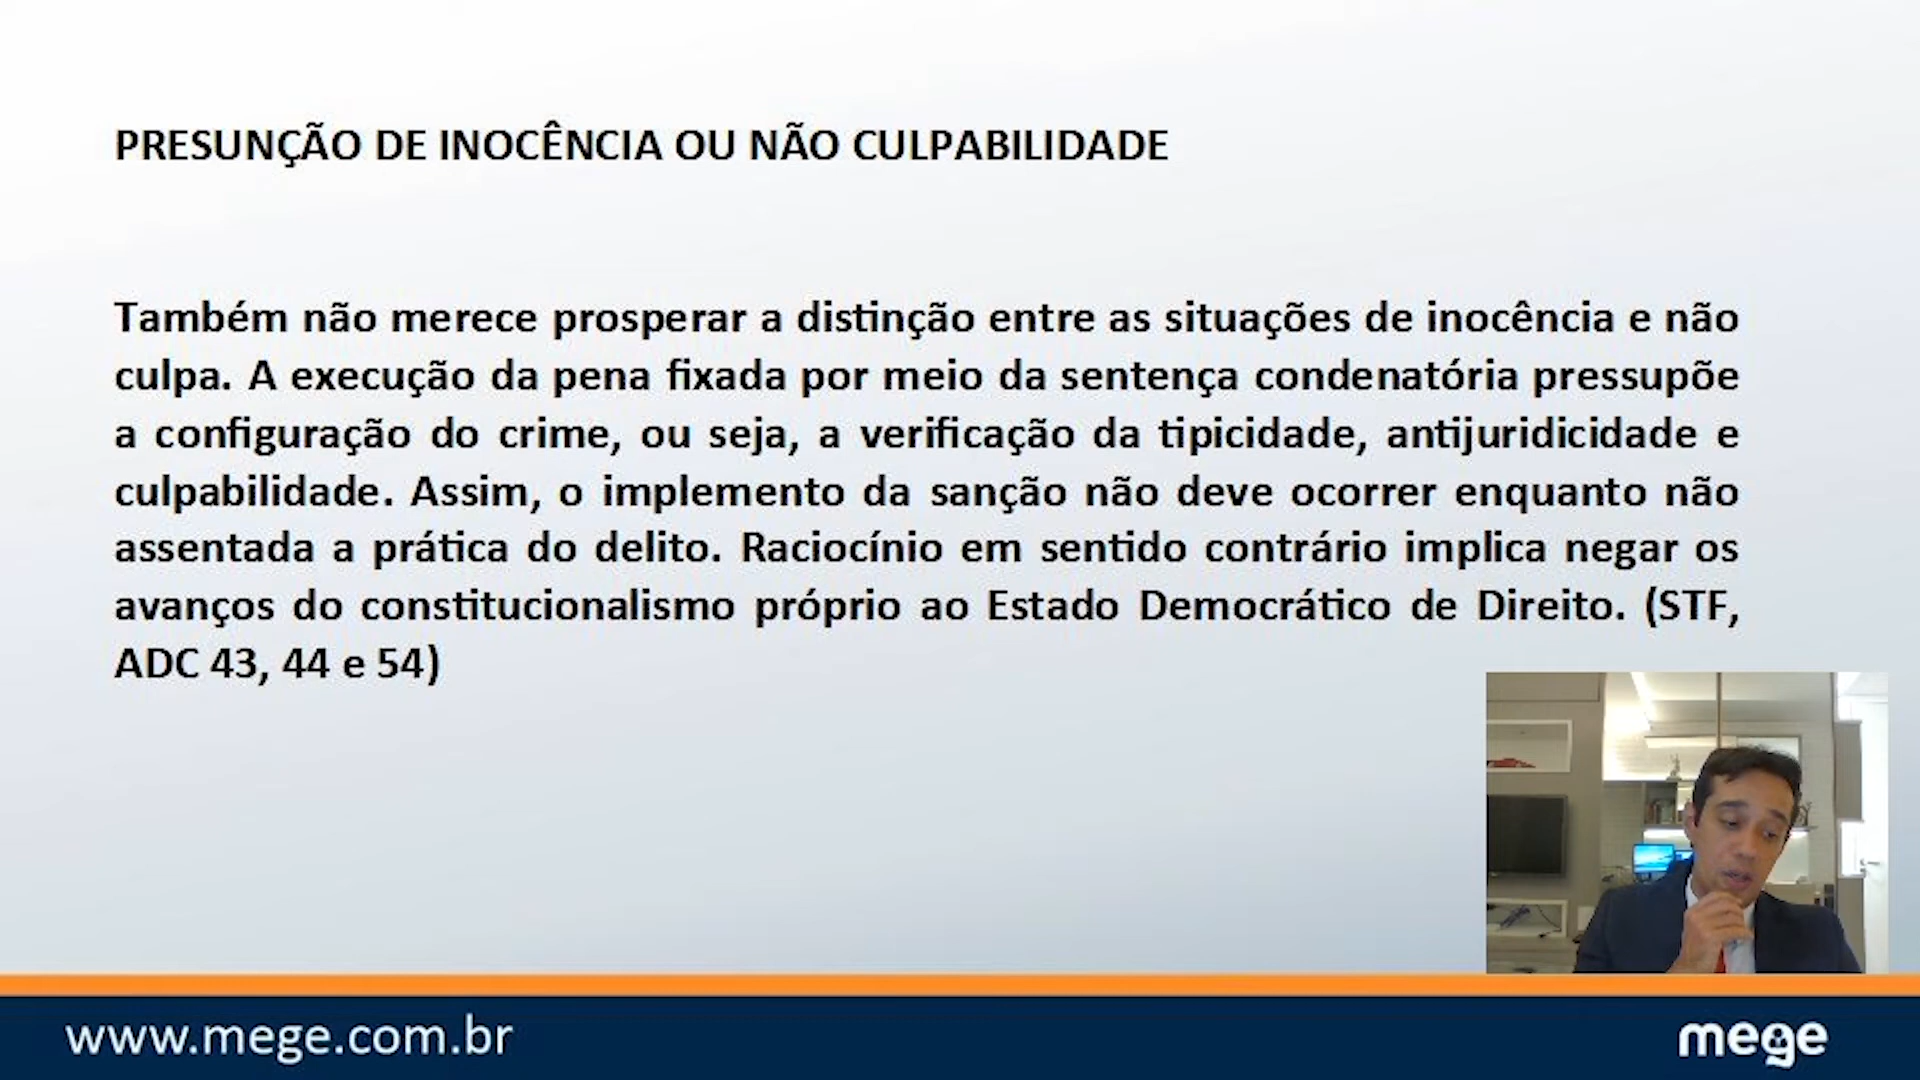 PRESUNÇÃO DE INOCÊNCIA OU NÃO CULPABILIDADE
Também não merece prosperar a distinção entre as situações de inocência e não
culpa. A execução da pena fixada por meio da sentença condenatória pressupõe
a configuração do crime, ou seja, a verificação da tipicidade, antijuridicidade e
culpabilidade. Assim, o implemento da sanção não deve ocorrer enquanto não
assentada a prática do delito. Raciocínio em sentido contrário implica negar os
avanços do constitucionalismo próprio ao Estado Democrático de Direito. (STF,
ADC 43, 44 e 54)
www.mege.com.br
mege